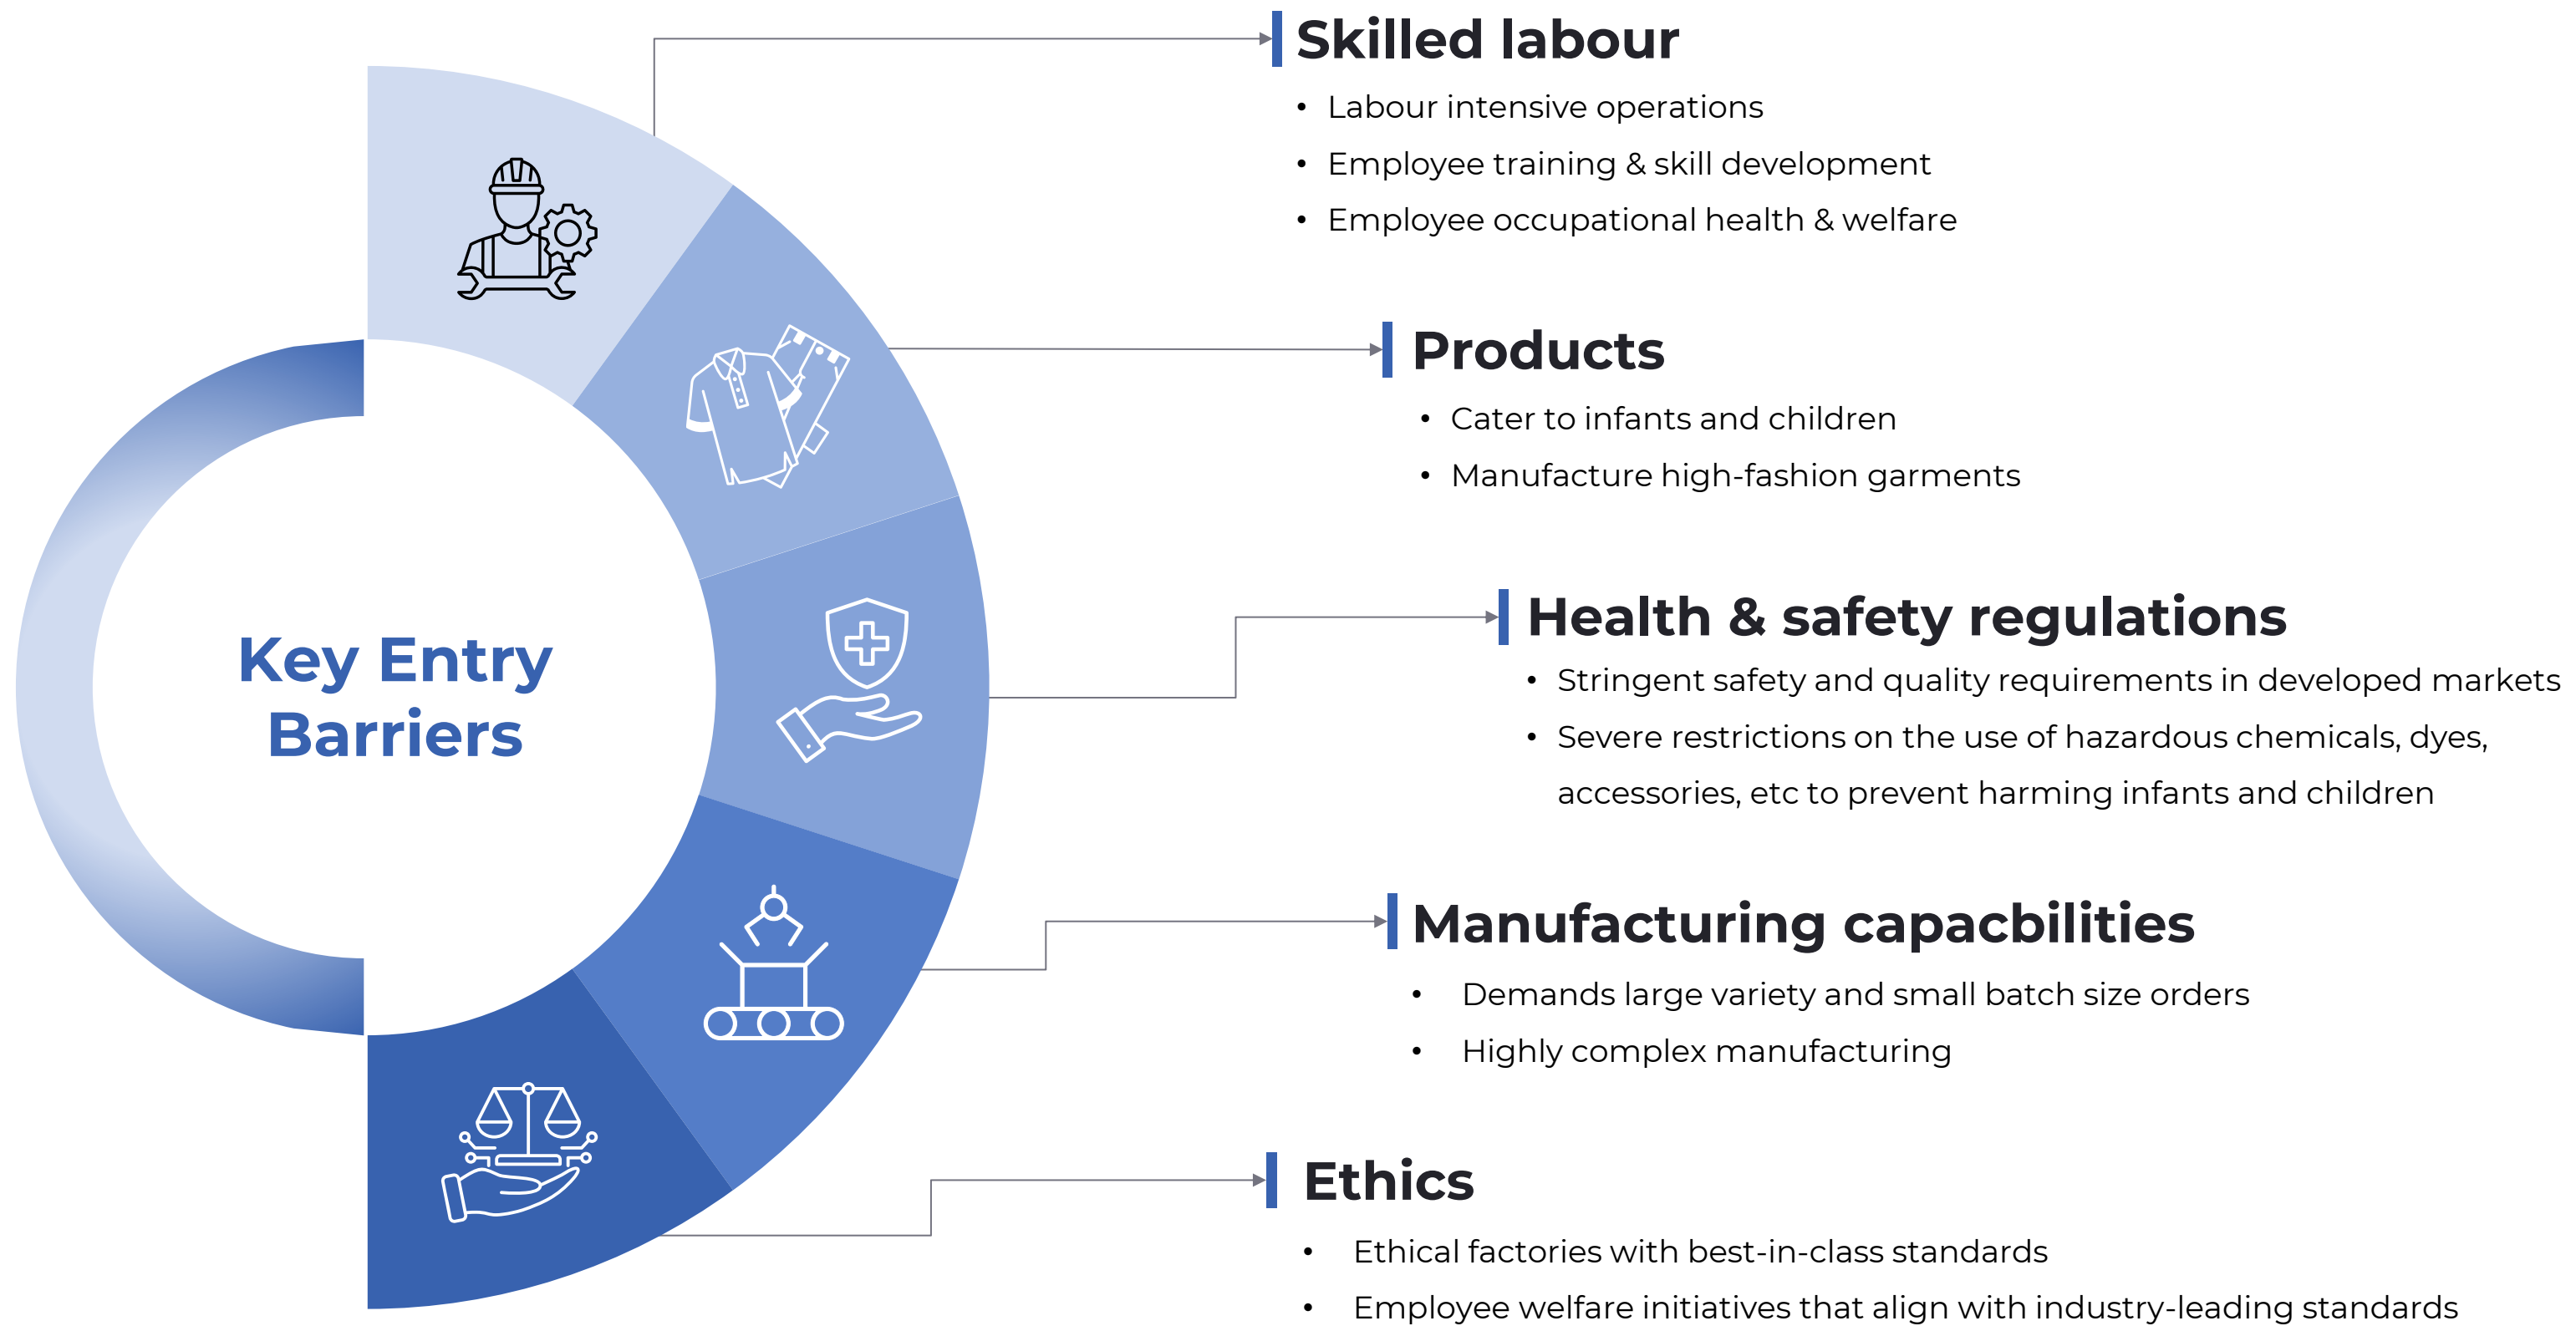 Key Entry
Barriers
Skilled labour
• Labour intensive operations
• Employee training & skill development
• Employee occupational health & welfare
Products
• Cater to infants and children
• Manufacture high-fashion garments
Health & safety regulations
• Stringent safety and quality requirements in developed markets
• Severe restrictions on the use of hazardous chemicals, dyes,
accessories, etc to prevent harming infants and children
Manufacturing capacbilities
• Demands large variety and small batch size orders
• Highly complex manufacturing
Ethics
• Ethical factories with best-in-class standards
• Employee welfare initiatives that align with industry-leading standards